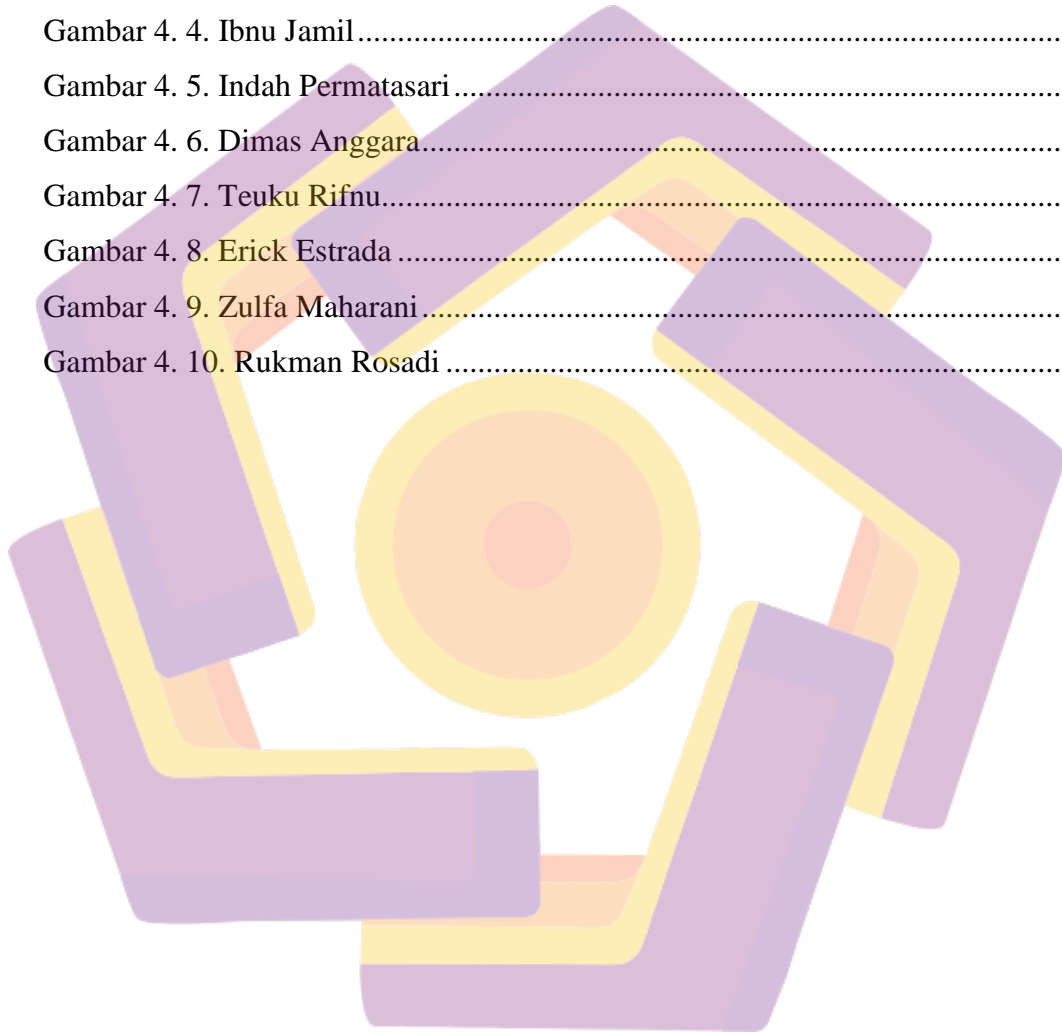 Gambar 4. 4. Ibnu Jamil........................................................................................
Gambar 4. 5. Indah Permatasari............................................................................
Gambar 4. 6. Dimas Anggara................................................................................
Gambar 4. 7. Teuku Rifnu.....................................................................................
Gambar 4. 8. Erick Estrada...................................................................................
Gambar 4. 9. Zulfa Maharani................................................................................
Gambar 4. 10. Rukman Rosadi.............................................................................